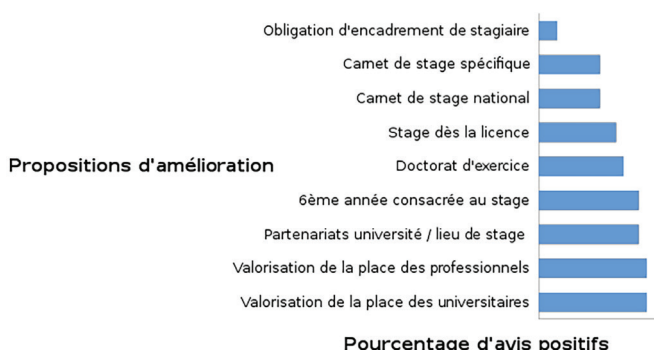 Obligation d'encadrement de stagiaire
Carnet de stage spécifique
Carnet de stage national
Stage dès la licence
Propositions d'amélioration
Doctorat d'exercice
6ème année consacrée au stage
Partenariats université / lieu de stage
Valorisation de la place des professionnels
Valorisation de la place des universitaires
Pourcentage d'avis positifs